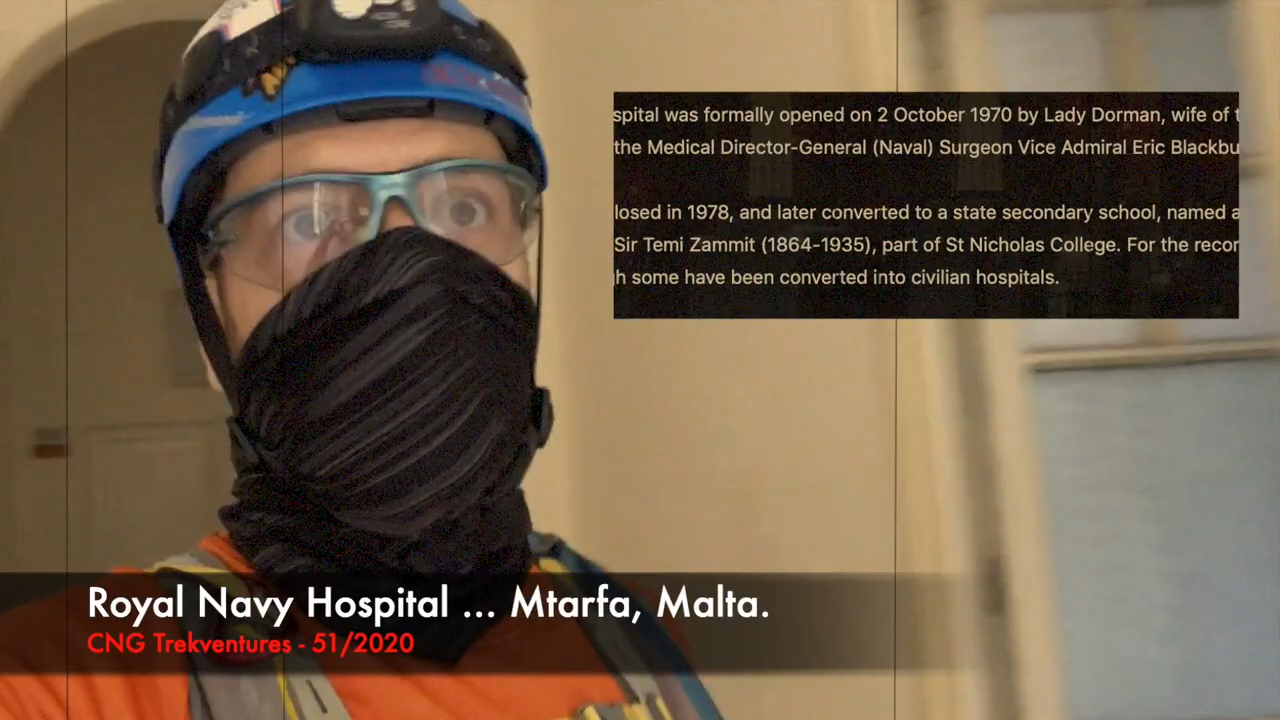 spital was formally opened on 2 October 1970 by Lady Dorman, wife of
the Medical Director-General (Naval) Surgeon Vice Admiral Eric Blackbu
losed in 1978, and later converted to a state secondary school, named a
Sir Temi Zammit (1864-1935), part of St Nicholas College. For the recor
h some have been converted into civilian hospitals.
Royal Navy Hospital ... Mtarfa, Malta.
CNG Trekventures - 51/2020